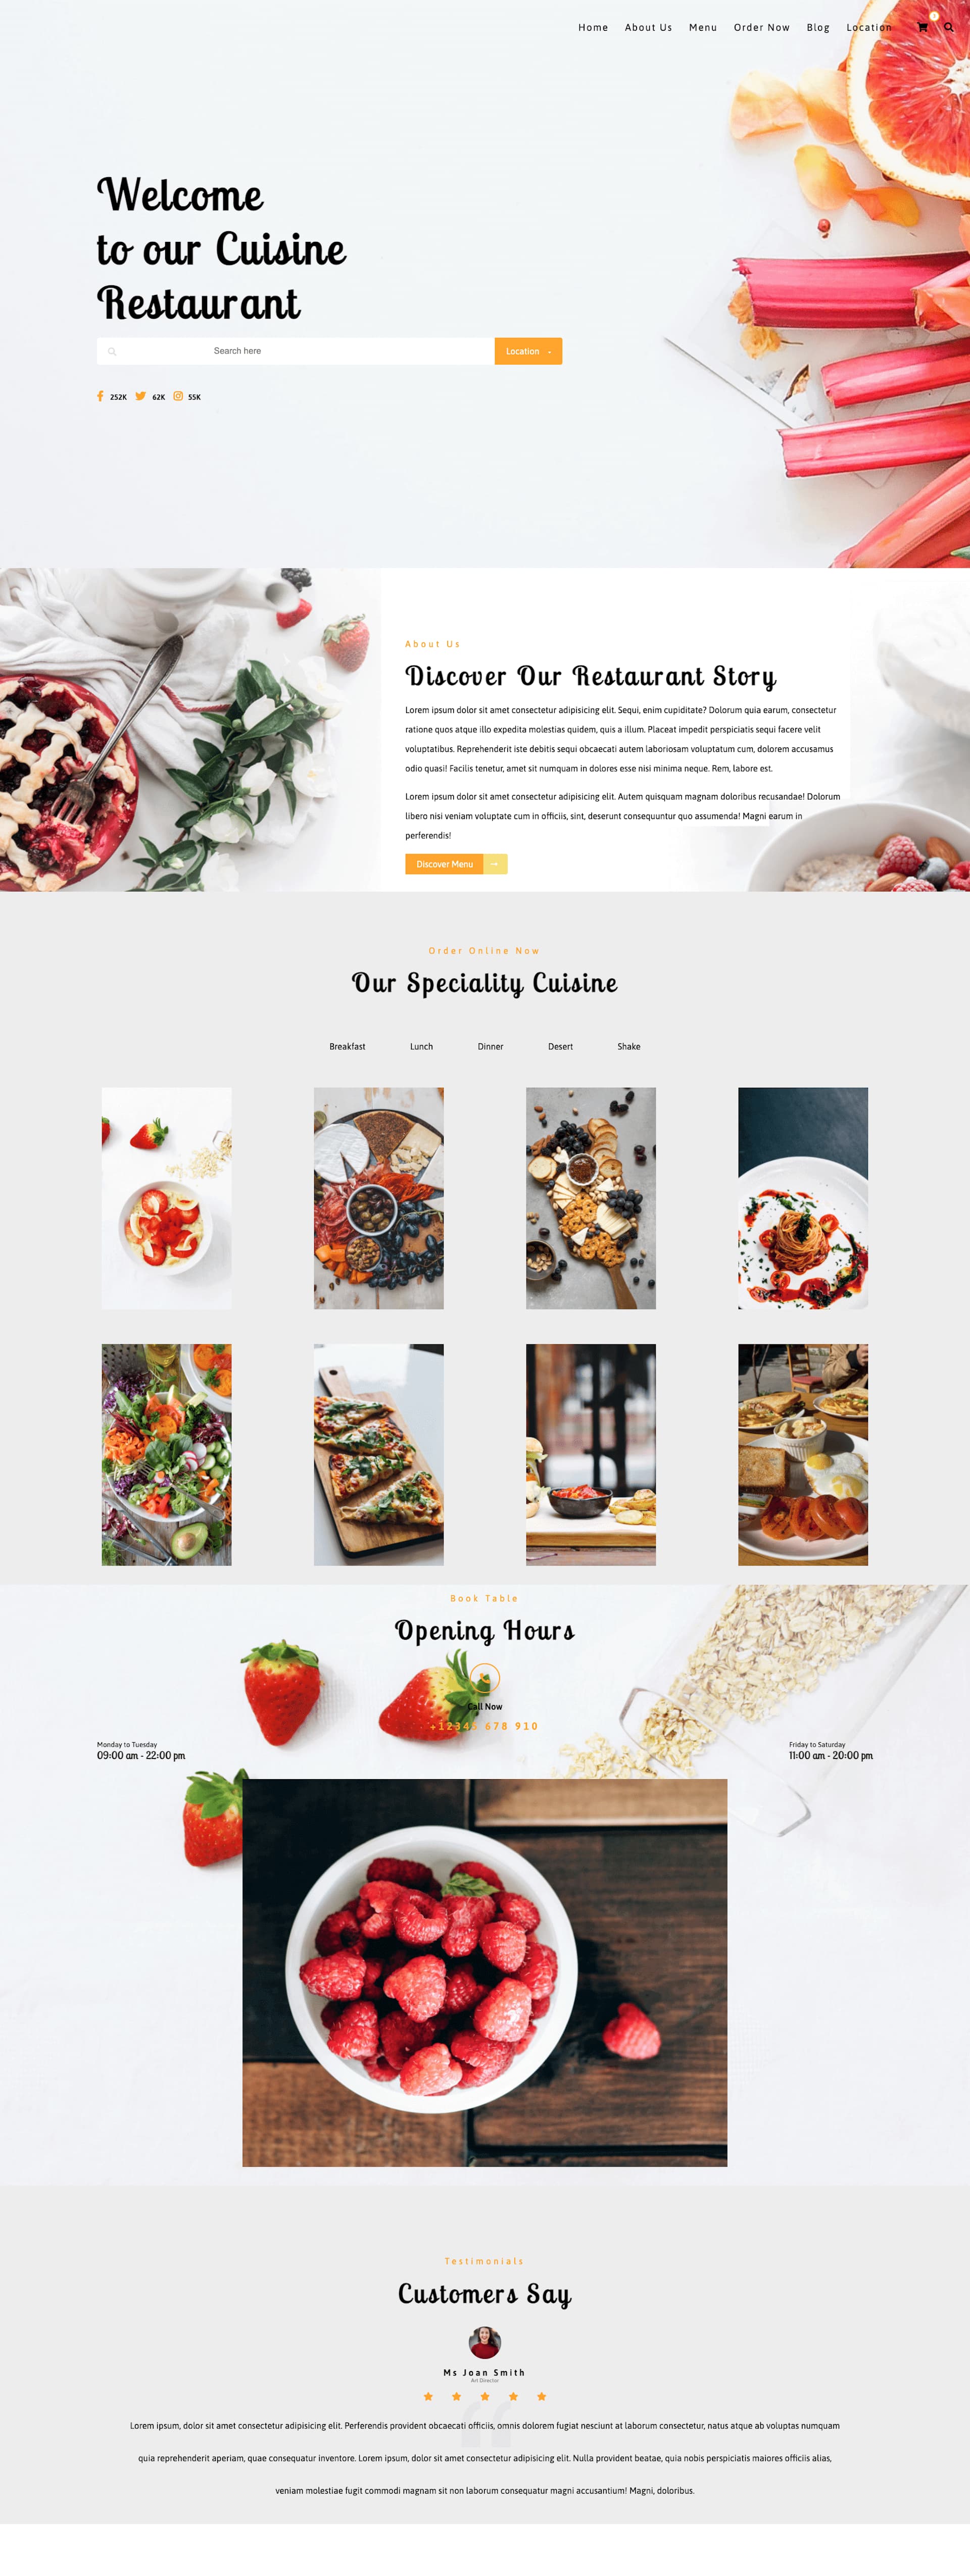 Home About Us Menu Order Now Blog Location
Welcome
to our Cuisine
Restaurant
Search here
Location
252K 62K 55K
About Us
Discover Our Restaurant Story
Lorem ipsum dolor sit amet consectetur adipisicing elit. Sequi, enim cupiditate? Dolorum quia earum, consectetur
ratione quos atque illo expedita molestias quidem, quis a illum. Placeat impedit perspiciatis sequi facere velit
voluptatibus. Reprehenderit iste debitis sequi obcaecati autem laboriosam voluptatum cum, dolorem accusamus
odio quasi! Facilis tenetur, amet sit numquam in dolores esse nisi minima neque. Rem, labore est.
Lorem ipsum dolor sit amet consectetur adipisicing elit. Autem quisquam magnam doloribus recusandae! Dolorum
libero nisi veniam voluptate cum in officiis, sint, deserunt consequuntur quo assumenda! Magni earum in
perferendis!
Discover Menu
Order Online Now
Our Speciality Cuisine
Breakfast Lunch Dinner Desert Shake
Book Table
Opening Hours
Call Now
+12345 678 910
Monday to Tuesday
09:00 am - 22:00 pm
Friday to Saturday
11:00 am - 20:00 pm
Testimonials
Customers Say
Ms Joan Smith
Art Director
Lorem ipsum, dolor sit amet consectetur adipisicing elit. Perferendis provident obcaecati officiis, omnis dolorem fugiat nesciunt at laborum consectetur, natus atque ab voluptas numquam
quia reprehenderit aperiam, quae consequatur inventore. Lorem ipsum, dolor sit amet consectetur adipisicing elit. Nulla provident beatae, quia nobis perspiciatis maiores officiis alias,
veniam molestiae fugit commodi magnam sit non laborum consequatur magni accusantium! Magni, doloribus.